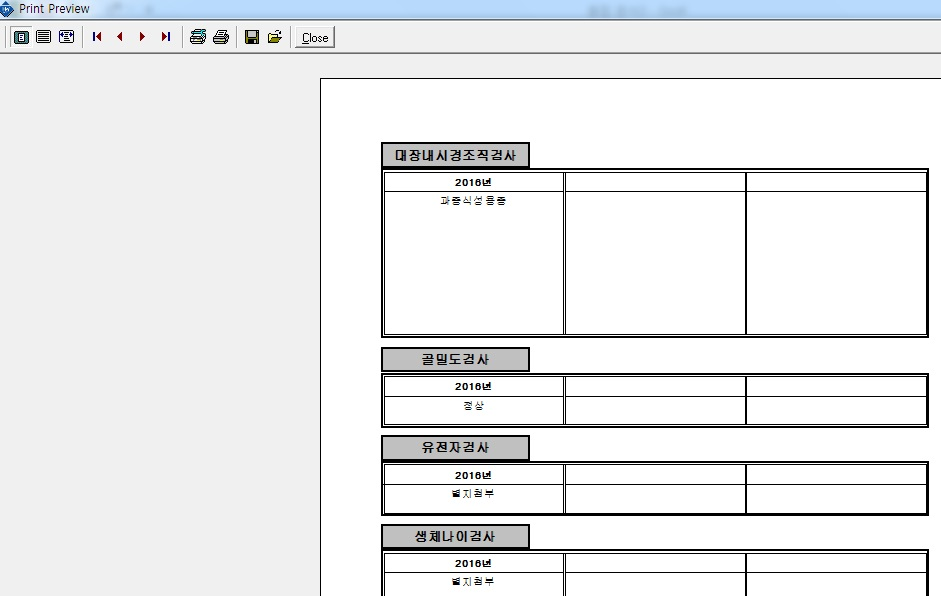 Print Preview
Close
대장내시경조직검사
2016년
과증식성용종
골밀도검사
2016년
정상
유전자검사
2016년
별지첨부
생체나이검사
2016년
별지첨부